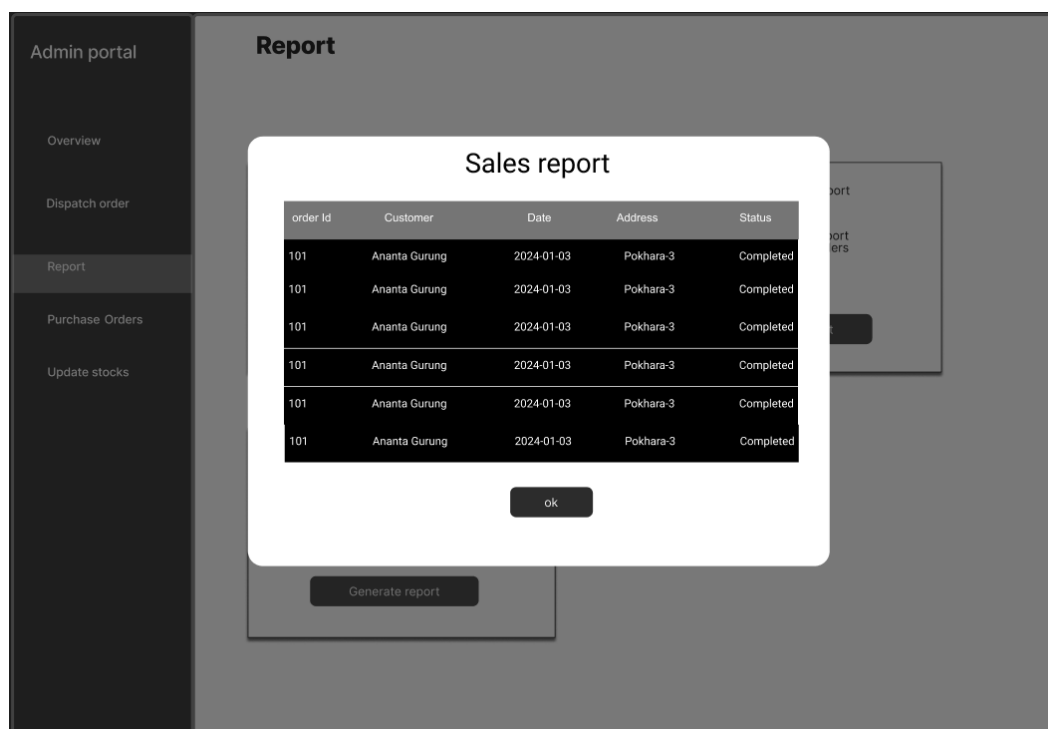 Admin portal
Overview
Dispatch order
Report
Purchase Orders
Update stocks
Report
Sales report
order Id Customer Date Address Status
101 Ananta Gurung 2024-01-03 Pokhara-3 Completed
101 Ananta Gurung 2024-01-03 Pokhara-3 Completed
101 Ananta Gurung 2024-01-03 Pokhara-3 Completed
101 Ananta Gurung 2024-01-03 Pokhara-3 Completed
101 Ananta Gurung 2024-01-03 Pokhara-3 Completed
101 Ananta Gurung 2024-01-03 Pokhara-3 Completed
ok
Generate report